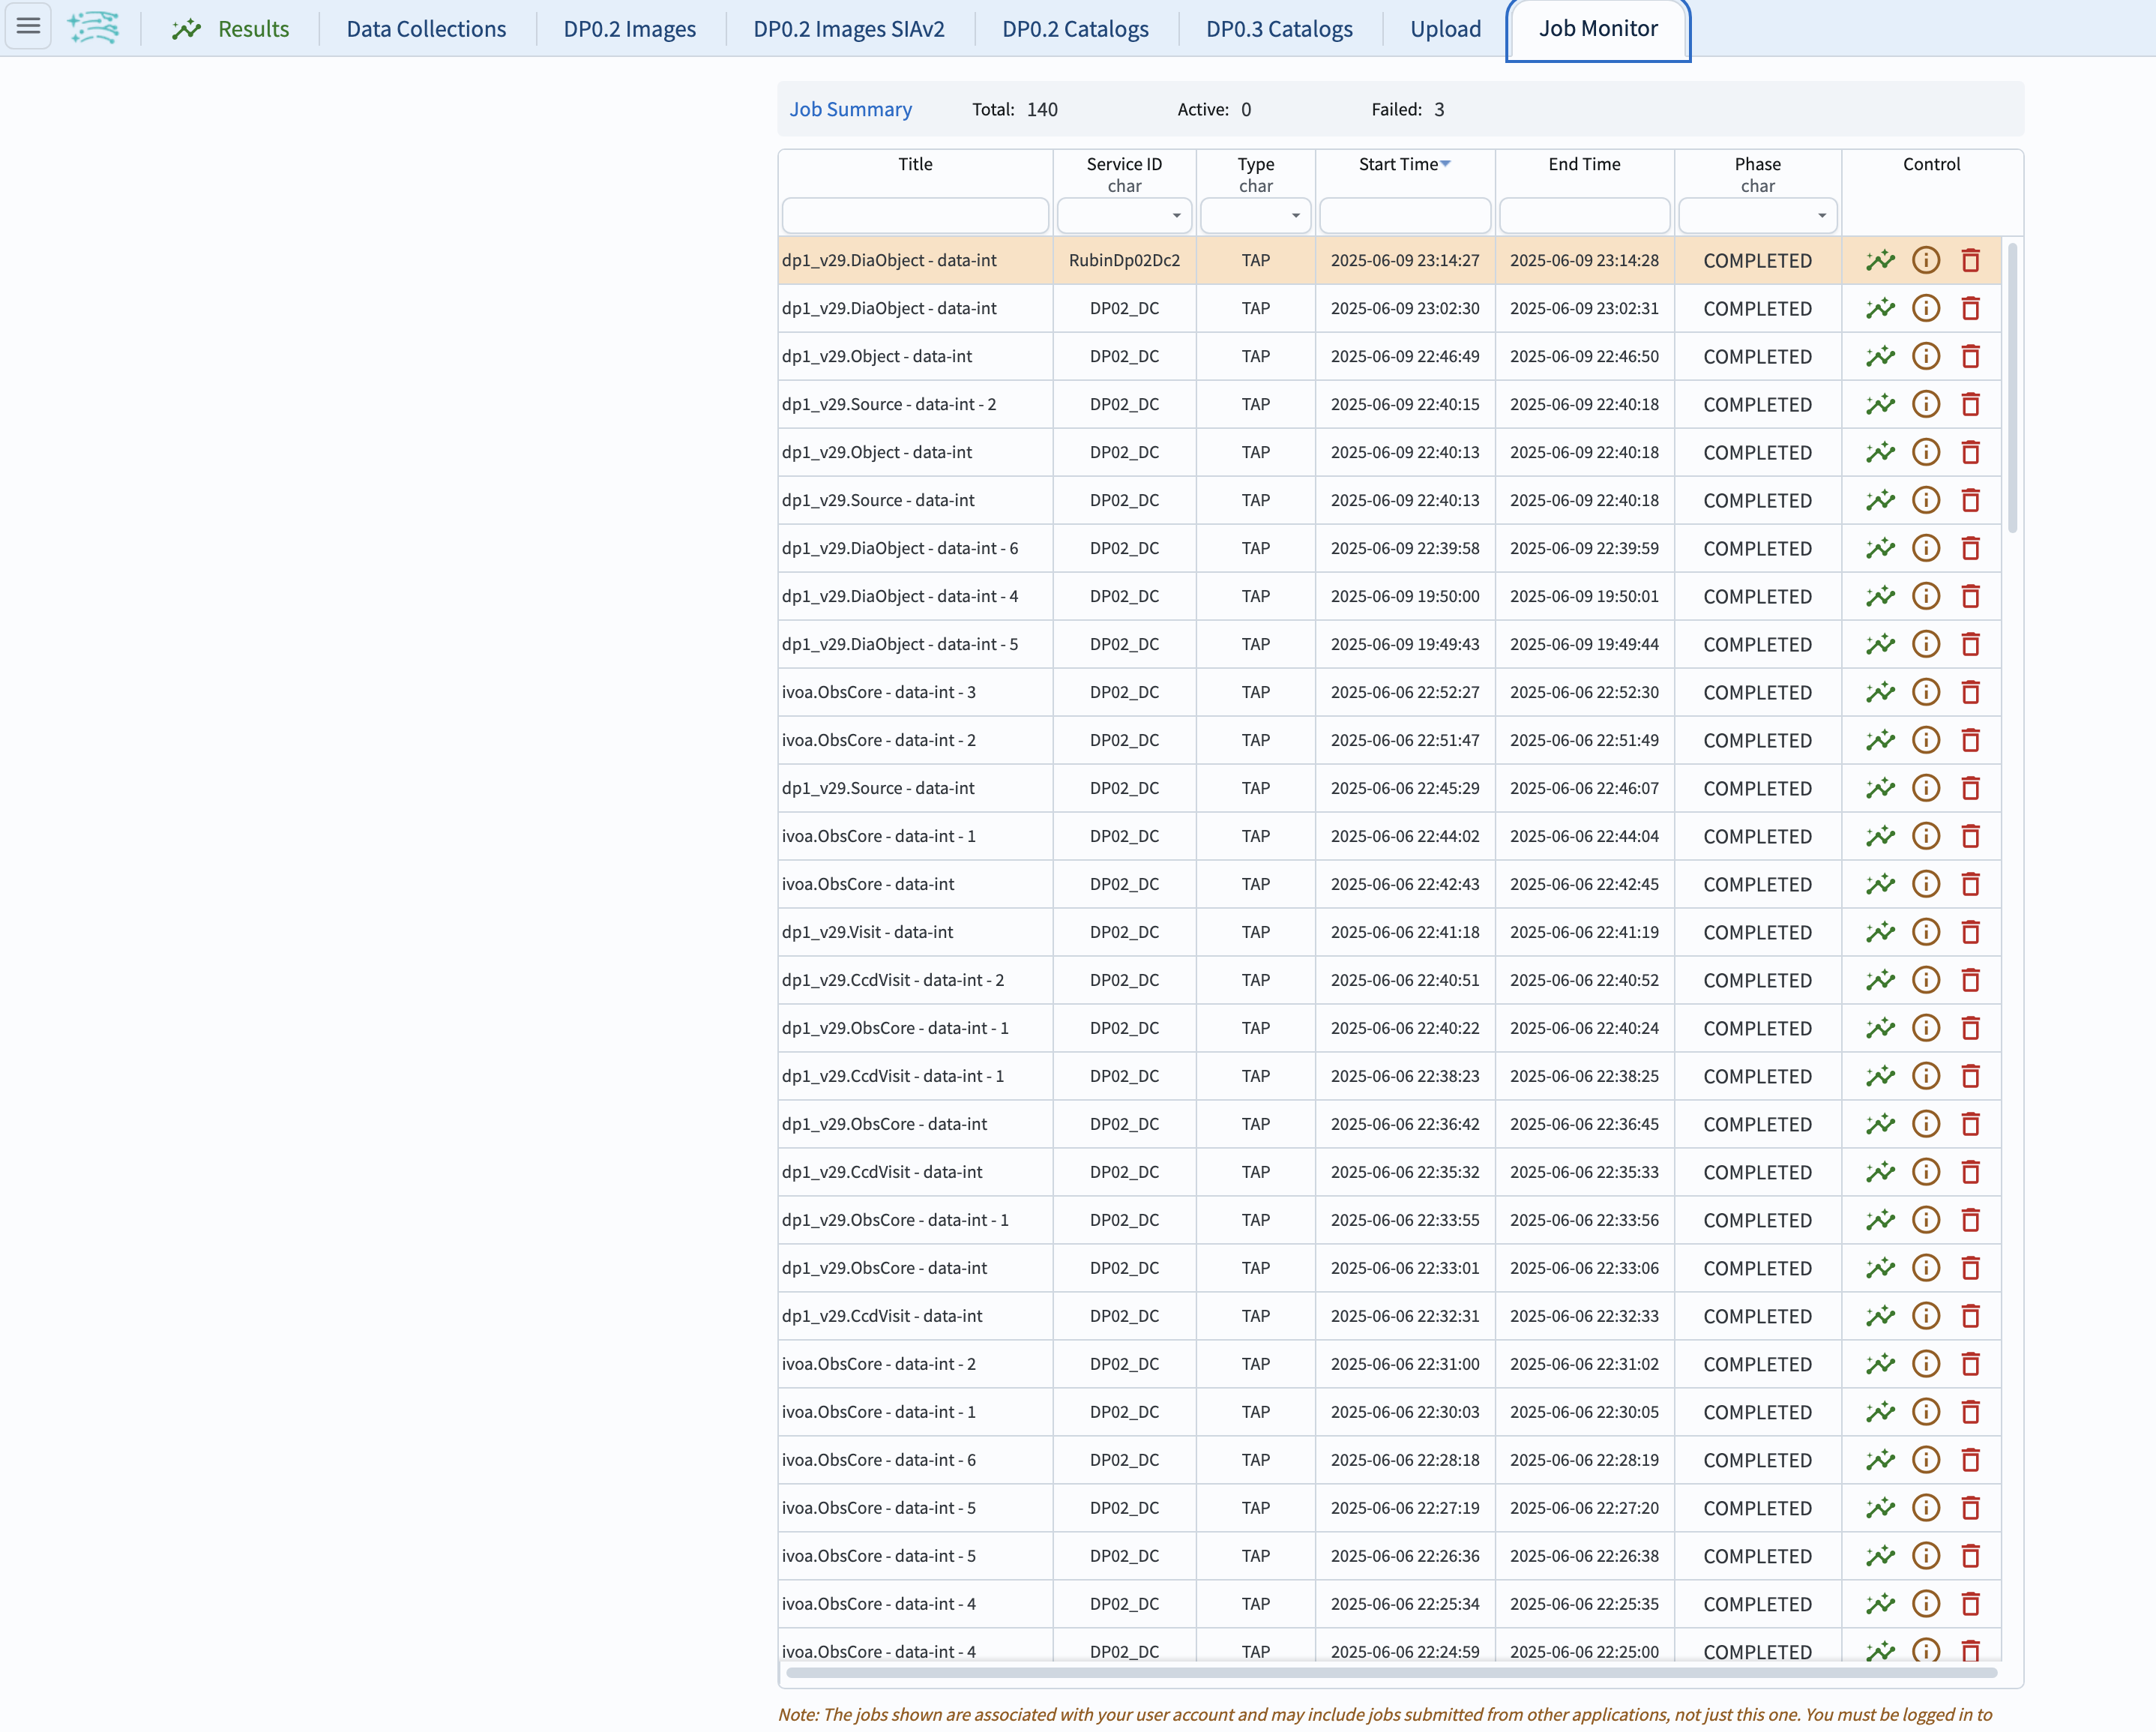 Results Data Collections DP0.2 Images DP0.2 Images SIAv2 DP0.2 Catalogs DP0.3 Catalogs Upload Job Monitor
Job Summary Total: 140 Active: 0 Failed: 3
Title Service ID Type Start Time End Time Phase Control
char char char
dp1_v29.DiaObject - data-int RubinDp02Dc2 TAP 2025-06-09 23:14:27 2025-06-09 23:14:28 COMPLETED
dp1_v29.DiaObject - data-int DP02_DC TAP 2025-06-09 23:02:30 2025-06-09 23:02:31 COMPLETED
dp1_v29.Object - data-int DP02_DC TAP 2025-06-09 22:46:49 2025-06-09 22:46:50 COMPLETED
dp1_v29.Source - data-int - 2 DP02_DC TAP 2025-06-09 22:40:15 2025-06-09 22:40:18 COMPLETED
dp1_v29.Object - data-int DP02_DC TAP 2025-06-09 22:40:13 2025-06-09 22:40:18 COMPLETED
dp1_v29.Source - data-int DP02_DC TAP 2025-06-09 22:40:13 2025-06-09 22:40:18 COMPLETED
dp1_v29.DiaObject - data-int - 6 DP02_DC TAP 2025-06-09 22:39:58 2025-06-09 22:39:59 COMPLETED
dp1_v29.DiaObject - data-int - 4 DP02_DC TAP 2025-06-09 19:50:00 2025-06-09 19:50:01 COMPLETED
dp1_v29.DiaObject - data-int - 5 DP02_DC TAP 2025-06-09 19:49:43 2025-06-09 19:49:44 COMPLETED
ivoa.ObsCore - data-int - 3 DP02_DC TAP 2025-06-06 22:52:27 2025-06-06 22:52:30 COMPLETED
ivoa.ObsCore - data-int - 2 DP02_DC TAP 2025-06-06 22:51:47 2025-06-06 22:51:49 COMPLETED
dp1_v29.Source - data-int DP02_DC TAP 2025-06-06 22:45:29 2025-06-06 22:46:07 COMPLETED
ivoa.ObsCore - data-int - 1 DP02_DC TAP 2025-06-06 22:44:02 2025-06-06 22:44:04 COMPLETED
ivoa.ObsCore - data-int DP02_DC TAP 2025-06-06 22:42:43 2025-06-06 22:42:45 COMPLETED
dp1_v29.Visit - data-int DP02_DC TAP 2025-06-06 22:41:18 2025-06-06 22:41:19 COMPLETED
dp1_v29.CcdVisit - data-int - 2 DP02_DC TAP 2025-06-06 22:40:51 2025-06-06 22:40:52 COMPLETED
dp1_v29.ObsCore - data-int - 1 DP02_DC TAP 2025-06-06 22:40:22 2025-06-06 22:40:24 COMPLETED
dp1_v29.CcdVisit - data-int - 1 DP02_DC TAP 2025-06-06 22:38:23 2025-06-06 22:38:25 COMPLETED
dp1_v29.ObsCore - data-int DP02_DC TAP 2025-06-06 22:36:42 2025-06-06 22:36:45 COMPLETED
dp1_v29.CcdVisit - data-int DP02_DC TAP 2025-06-06 22:35:32 2025-06-06 22:35:33 COMPLETED
dp1_v29.ObsCore - data-int - 1 DP02_DC TAP 2025-06-06 22:33:55 2025-06-06 22:33:56 COMPLETED
dp1_v29.ObsCore - data-int DP02_DC TAP 2025-06-06 22:33:01 2025-06-06 22:33:06 COMPLETED
dp1_v29.CcdVisit - data-int DP02_DC TAP 2025-06-06 22:32:31 2025-06-06 22:32:33 COMPLETED
ivoa.ObsCore - data-int - 2 DP02_DC TAP 2025-06-06 22:31:00 2025-06-06 22:31:02 COMPLETED
ivoa.ObsCore - data-int - 1 DP02_DC TAP 2025-06-06 22:30:03 2025-06-06 22:30:05 COMPLETED
ivoa.ObsCore - data-int - 6 DP02_DC TAP 2025-06-06 22:28:18 2025-06-06 22:28:19 COMPLETED
ivoa.ObsCore - data-int - 5 DP02_DC TAP 2025-06-06 22:27:19 2025-06-06 22:27:20 COMPLETED
ivoa.ObsCore - data-int - 5 DP02_DC TAP 2025-06-06 22:26:36 2025-06-06 22:26:38 COMPLETED
ivoa.ObsCore - data-int - 4 DP02_DC TAP 2025-06-06 22:25:34 2025-06-06 22:25:35 COMPLETED
ivoa.ObsCore - data-int - 4 DP02_DC TAP 2025-06-06 22:24:59 2025-06-06 22:25:00 COMPLETED
Note: The jobs shown are associated with your user account and may include jobs submitted from other applications, not just this one. You must be logged in to